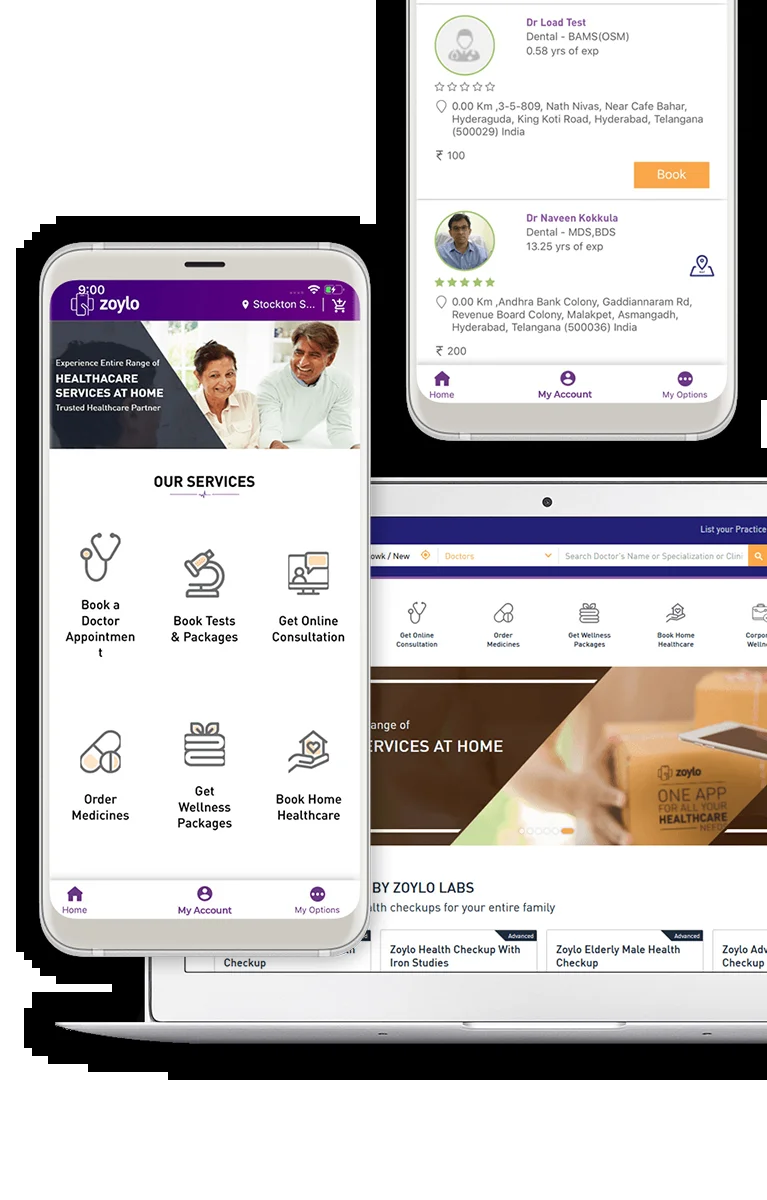 Dr Load Test
Dental - BAMS(OSM)
0.58 yrs of exp
0.00 Km ,3-5-809, Nath Nivas, Near Cafe Bahar,
Hyderaguda, King Koti Road, Hyderabad, Telangana
(500029) India
₹ 100
Book
Dr Naveen Kokkula
Dental - MDS,BDS
13.25 yrs of exp
0.00 Km ,Andhra Bank Colony, Gaddiannaram Rd,
Revenue Board Colony, Malakpet, Asmangadh,
Hyderabad, Telangana (500036) India
₹ 200
Home
My Account
My Options
9:00
zoylo
Stockton S...
Experience Entire Range of
HEALTHACARE
SERVICES AT HOME
Trusted Healthcare Partner
OUR SERVICES
Book a
Doctor
Appointmen
t
Book Tests
& Packages
Get Online
Consultation
Order
Medicines
Get
Wellness
Packages
Book Home
Healthcare
Home
My Account
My Options
List your Practice
owk / New
Doctors
Search Doctor's Name or Specialization or Clini
Get Online
Consultation
Order
Medicines
Get Wellness
Packages
Book Home
Healthcare
Corpo
Welln
ange of
ERVICES AT HOME
zoylo
ONE APP
FOR ALL YOUR
HEALTHCARE
NEEDS
BY ZOYLO LABS
lth checkups for your entire family
Checkup
Advanced
Zoylo Health Checkup With
Iron Studies
Advanced
Zoylo Elderly Male Health
Checkup
Zoylo Adv
Checkup